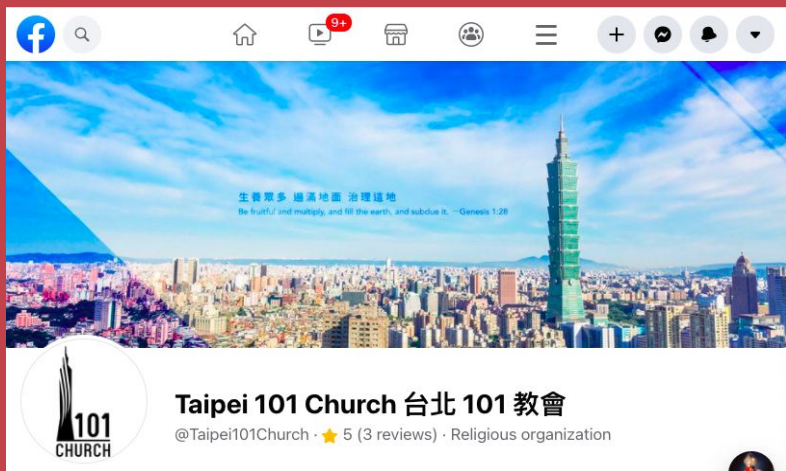 9+
生養眾多 遍滿地面 治理這地
Be fruitful and multiply, and fill the earth, and subdue it. —Genesis 1:28
101
CHURCH
Taipei 101 Church 台北 101 教會
@Taipei101Church · ⭐ 5 (3 reviews) · Religious organization